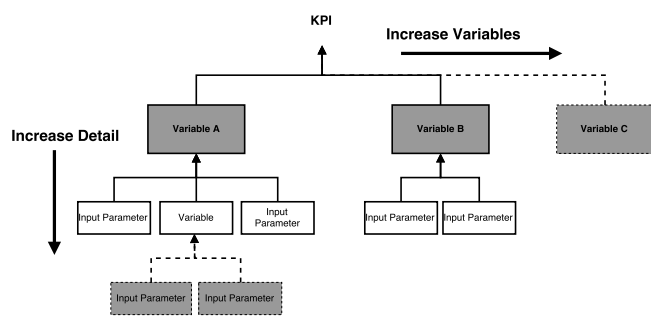 KPI
Increase Variables
Variable A
Variable B
Variable C
Increase Detail
Input Parameter
Variable
Input
Parameter
Input Parameter
Input Parameter
Input Parameter
Input Parameter